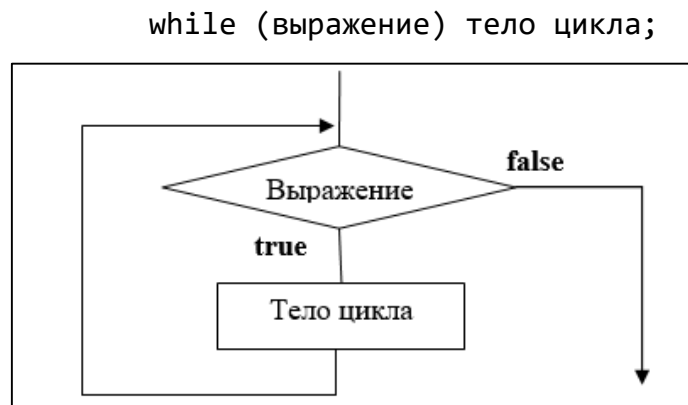 while (выражение) тело цикла;
false
Выражение
true
Тело цикла